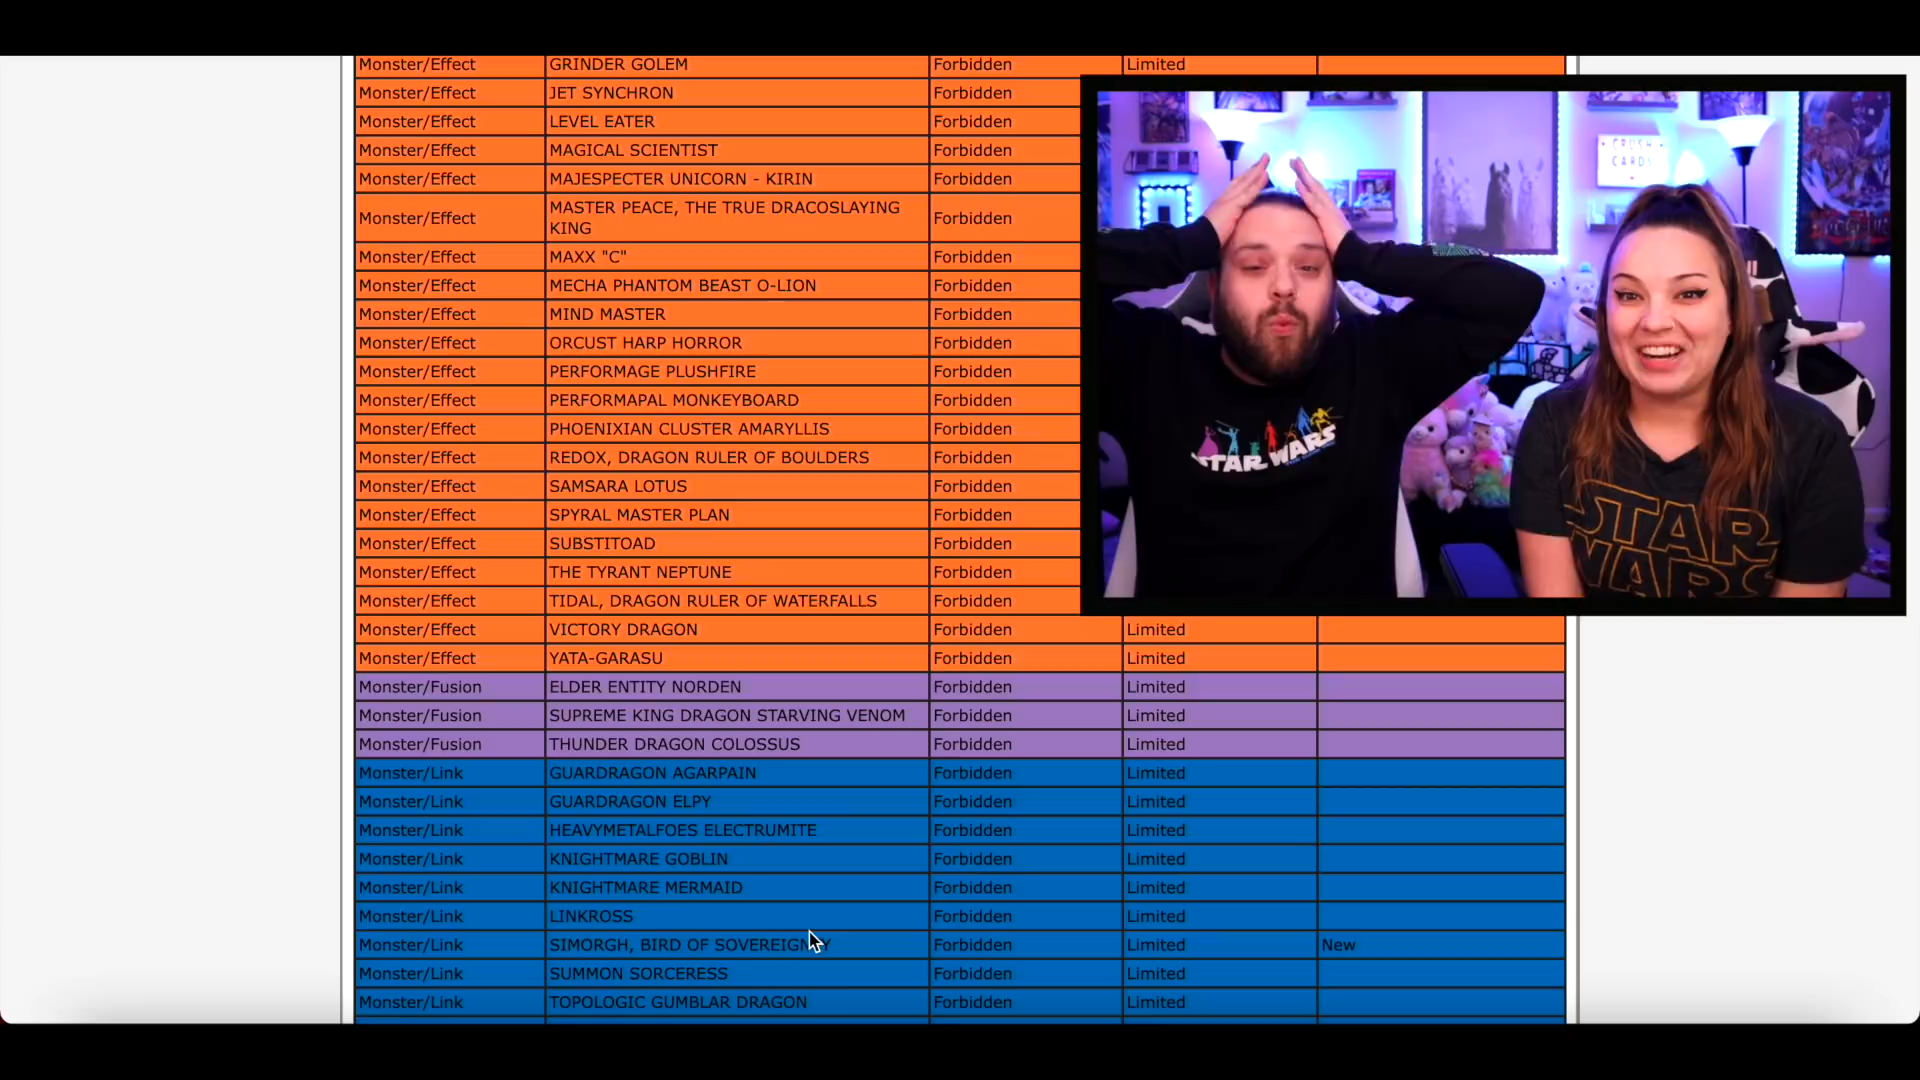 Monster/Effect GRINDER GOLEM Forbidden Limited
Monster/Effect JET SYNCHRON Forbidden
Monster/Effect LEVEL EATER Forbidden
Monster/Effect MAGICAL SCIENTIST Forbidden
Monster/Effect MAJESPECTER UNICORN - KIRIN Forbidden
Monster/Effect MASTER PEACE, THE TRUE DRACOSLAYING Forbidden
KING
Monster/Effect MAXX "C" Forbidden
Monster/Effect MECHA PHANTOM BEAST O-LION Forbidden
Monster/Effect MIND MASTER Forbidden
Monster/Effect ORCUST HARP HORROR Forbidden
Monster/Effect PERFORMAGE PLUSHFIRE Forbidden
Monster/Effect PERFORMAPAL MONKEYBOARD Forbidden
Monster/Effect PHOENIXIAN CLUSTER AMARYLLIS Forbidden
Monster/Effect REDOX, DRAGON RULER OF BOULDERS Forbidden
Monster/Effect SAMSARA LOTUS Forbidden
Monster/Effect SPYRAL MASTER PLAN Forbidden
Monster/Effect SUBSTITOAD Forbidden
Monster/Effect THE TYRANT NEPTUNE Forbidden
Monster/Effect TIDAL, DRAGON RULER OF WATERFALLS Forbidden
Monster/Effect VICTORY DRAGON Forbidden Limited
Monster/Effect YATA-GARASU Forbidden Limited
Monster/Fusion ELDER ENTITY NORDEN Forbidden Limited
Monster/Fusion SUPREME KING DRAGON STARVING VENOM Forbidden Limited
Monster/Fusion THUNDER DRAGON COLOSSUS Forbidden Limited
Monster/Link GUARDRAGON AGARPAIN Forbidden Limited
Monster/Link GUARDRAGON ELPY Forbidden Limited
Monster/Link HEAVYMETALFOES ELECTRUMITE Forbidden Limited
Monster/Link KNIGHTMARE GOBLIN Forbidden Limited
Monster/Link KNIGHTMARE MERMAID Forbidden Limited
Monster/Link LINKROSS Forbidden Limited
Monster/Link SIMORGH, BIRD OF SOVEREIGNTY Forbidden Limited New
Monster/Link SUMMON SORCERESS Forbidden Limited
Monster/Link TOPOLOGIC GUMBLAR DRAGON Forbidden Limited
CRUSH
CARDS
STAR WARS
STAR
WARS